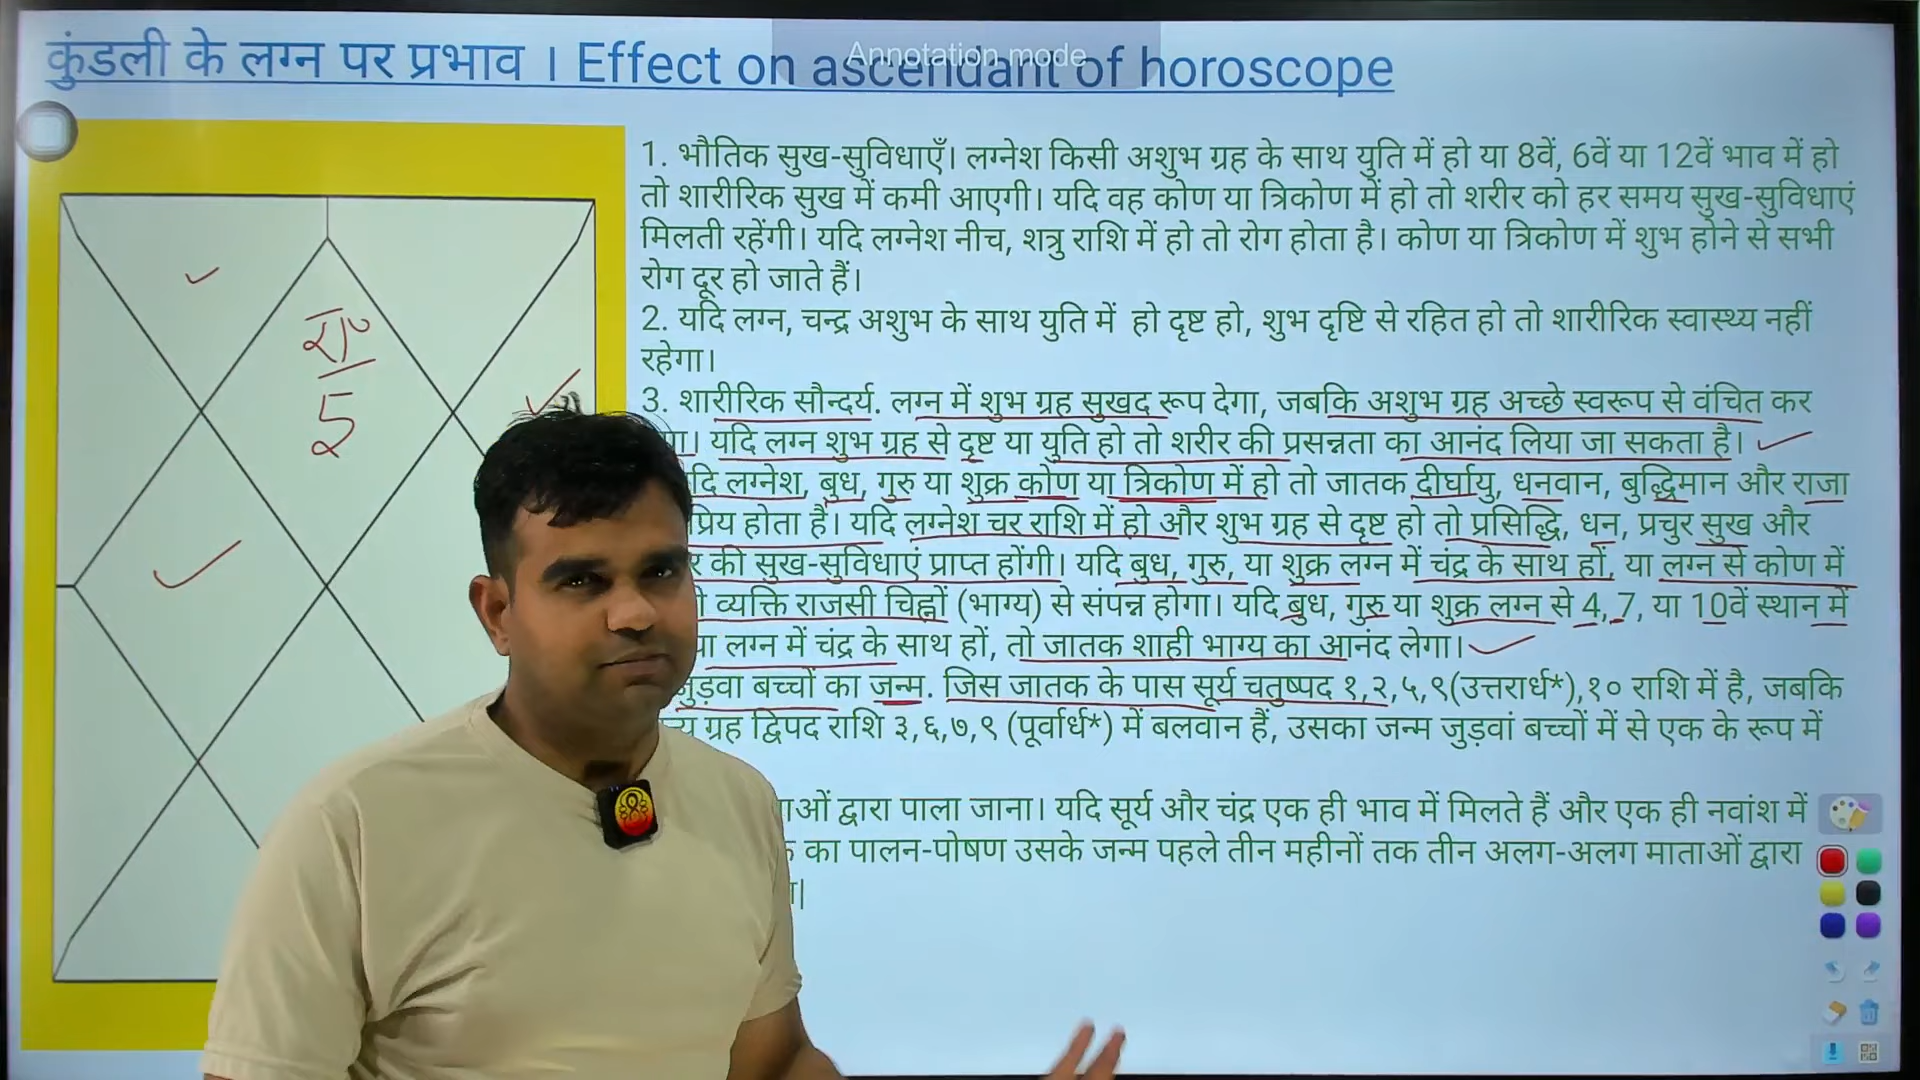 Annotation mode
कुंडली के लग्न पर प्रभाव । Effect on ascendant of horoscope
1. भौतिक सुख-सुविधाएँ। लग्नेश किसी अशुभ ग्रह के साथ युति में हो या 8वें, 6वें या 12वें भाव में हो
तो शारीरिक सुख में कमी आएगी। यदि वह कोण या त्रिकोण में हो तो शरीर को हर समय सुख-सुविधाएं
मिलती रहेंगी। यदि लग्नेश नीच, शत्रु राशि में हो तो रोग होता है। कोण या त्रिकोण में शुभ होने से सभी
रोग दूर हो जाते हैं।
2. यदि लग्न, चन्द्र अशुभ के साथ युति में हो दृष्ट हो, शुभ दृष्टि से रहित हो तो शारीरिक स्वास्थ्य नहीं
रहेगा।
3. शारीरिक सौन्दर्य. लग्न में शुभ ग्रह सुखद रूप देगा, जबकि अशुभ ग्रह अच्छे स्वरूप से वंचित कर
यदि लग्न शुभ ग्रह से दृष्ट या युति हो तो शरीर की प्रसन्नता का आनंद लिया जा सकता है।
लग्नेश, बुध, गुरु या शुक्र कोण या त्रिकोण में हो तो जातक दीर्घायु, धनवान, बुद्धिमान और राजा
प्रिय होता है। यदि लग्नेश चर राशि में हो और शुभ ग्रह से दृष्ट हो तो प्रसिद्धि, धन, प्रचुर सुख और
की सुख-सुविधाएं प्राप्त होंगी। यदि बुध, गुरु, या शुक्र लग्न में चंद्र के साथ हों, या लग्न से कोण में
व्यक्ति राजसी चिह्नों (भाग्य) से संपन्न होगा। यदि बुध, गुरु या शुक्र लग्न से 4, 7, या 10वें स्थान में
लग्न में चंद्र के साथ हों, तो जातक शाही भाग्य का आनंद लेगा।
जुड़वा बच्चों का जन्म. जिस जातक के पास सूर्य चतुष्पद १,२,५,९(उत्तरार्ध*),१० राशि में है, जबकि
ग्रह द्विपद राशि ३,६,७,९ (पूर्वार्ध*) में बलवान हैं, उसका जन्म जुड़वां बच्चों में से एक के रूप में
द्वारा पाला जाना। यदि सूर्य और चंद्र एक ही भाव में मिलते हैं और एक ही नवांश में
का पालन-पोषण उसके जन्म पहले तीन महीनों तक तीन अलग-अलग माताओं द्वारा
रा०
5